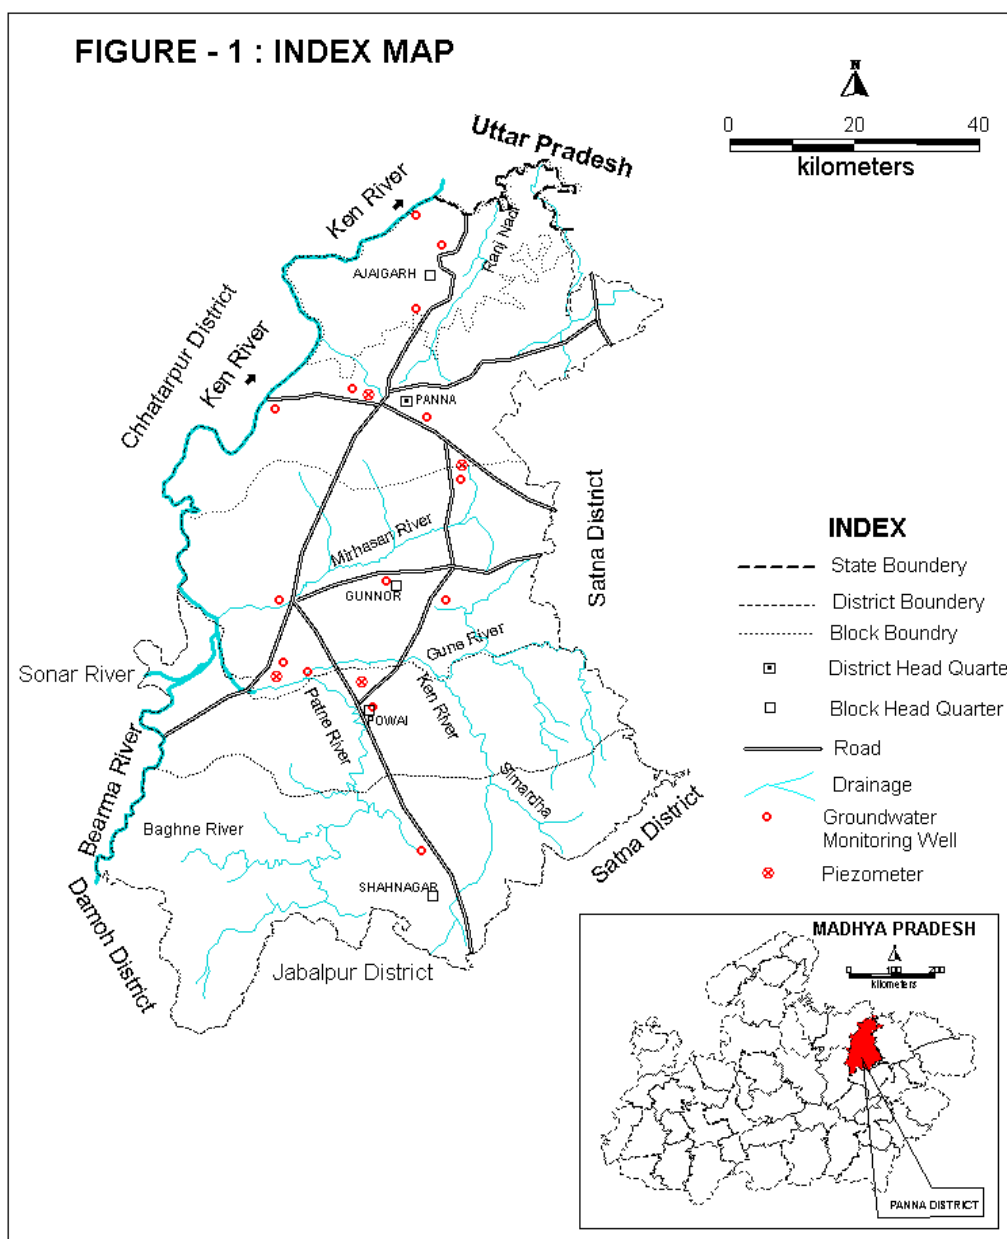 FIGURE - 1 : INDEX MAP
N
0 20 40
kilometers
Uttar Pradesh
Ken River
Ranj Nadi
AJAIGARH
Chhatarpur District
Ken River
PANNA
Satna District
Mirhasan River
GUNNOR
Gune River
Sonar River
Ken River
Patne River
POWAI
Bearma River
Simardha
Baghne River
Satna District
SHAHNAGAR
Damoh District
Jabalpur District
INDEX
State Boundery
District Boundery
Block Boundry
District Head Quarte
Block Head Quarter
Road
Drainage
Groundwater
Monitoring Well
Piezometer
MADHYA PRADESH
kilometers
PANNA DISTRICT